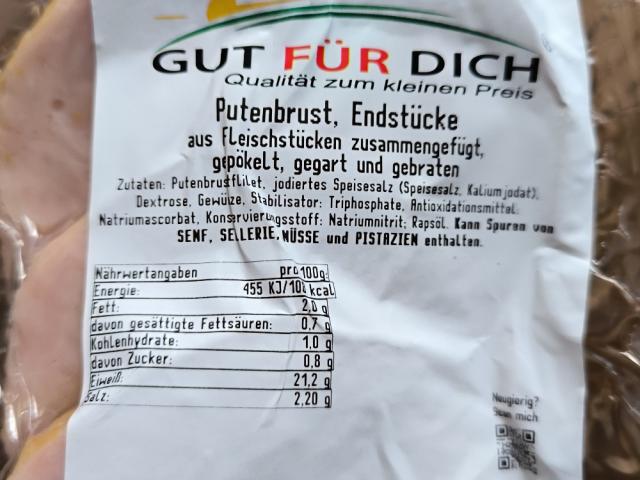 GUT FÜR DICH
Qualität zum kleinen Preis
Putenbrust, Endstücke
aus Fleischstücken zusammengefügt,
gepökelt, gegart und gebraten
Zutaten: Putenbrustfilet, jodiertes Speisesalz (Speisesalz, Kaliumjodat),
Dextrose, Gewürze, Stabilisator: Triphosphate, Antioxidationsmittel:
Natriumascorbat, Konservierungsstoff: Natriumnitrit; Rapsöl. Kann Spuren von
SENF, SELLERIE, NÜSSE und PISTAZIEN enthalten.
Nährwertangaben pro 100g:
Energie: 455 KJ/108 kcal
Fett: 2,0 g
davon gesättigte Fettsäuren: 0,7 g
Kohlenhydrate: 1,0 g
davon Zucker: 0,8 g
Eiweiß: 21,2 g
Salz: 2,20 g
Neugierig?
Scan mich